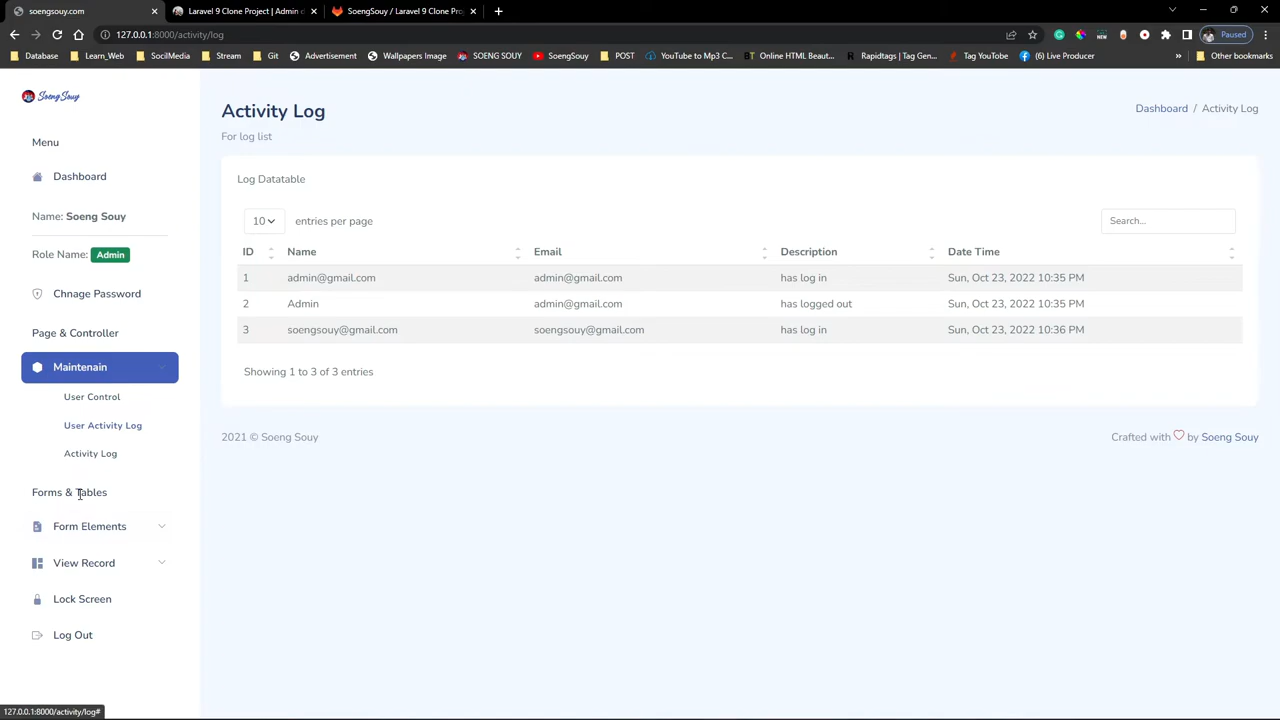 soengsouy.com
Laravel 9 Clone Project | Admin d
SoengSouy / Laravel 9 Clone Proj
127.0.0.1:8000/activity/log
Paused
Database
Learn_Web
SocilMedia
Stream
Git
Advertisement
Wallpapers Image
SOENG SOUY
SoengSouy
POST
YouTube to Mp3 C...
Online HTML Beaut...
Rapidtags | Tag Gen...
Tag YouTube
(6) Live Producer
»
Other bookmarks
Soeng Souy
Menu
Dashboard
Name: Soeng Souy
Role Name: Admin
Chnage Password
Page & Controller
Maintenain
User Control
User Activity Log
Activity Log
Forms & Tables
Form Elements
View Record
Lock Screen
Log Out
Activity Log
For log list
Dashboard / Activity Log
Log Datatable
10 entries per page
Search...
ID Name Email Description Date Time
1 admin@gmail.com admin@gmail.com has log in Sun, Oct 23, 2022 10:35 PM
2 Admin admin@gmail.com has logged out Sun, Oct 23, 2022 10:35 PM
3 soengsouy@gmail.com soengsouy@gmail.com has log in Sun, Oct 23, 2022 10:36 PM
Showing 1 to 3 of 3 entries
2021 © Soeng Souy
Crafted with ♡ by Soeng Souy
127.0.0.1:8000/activity/log#